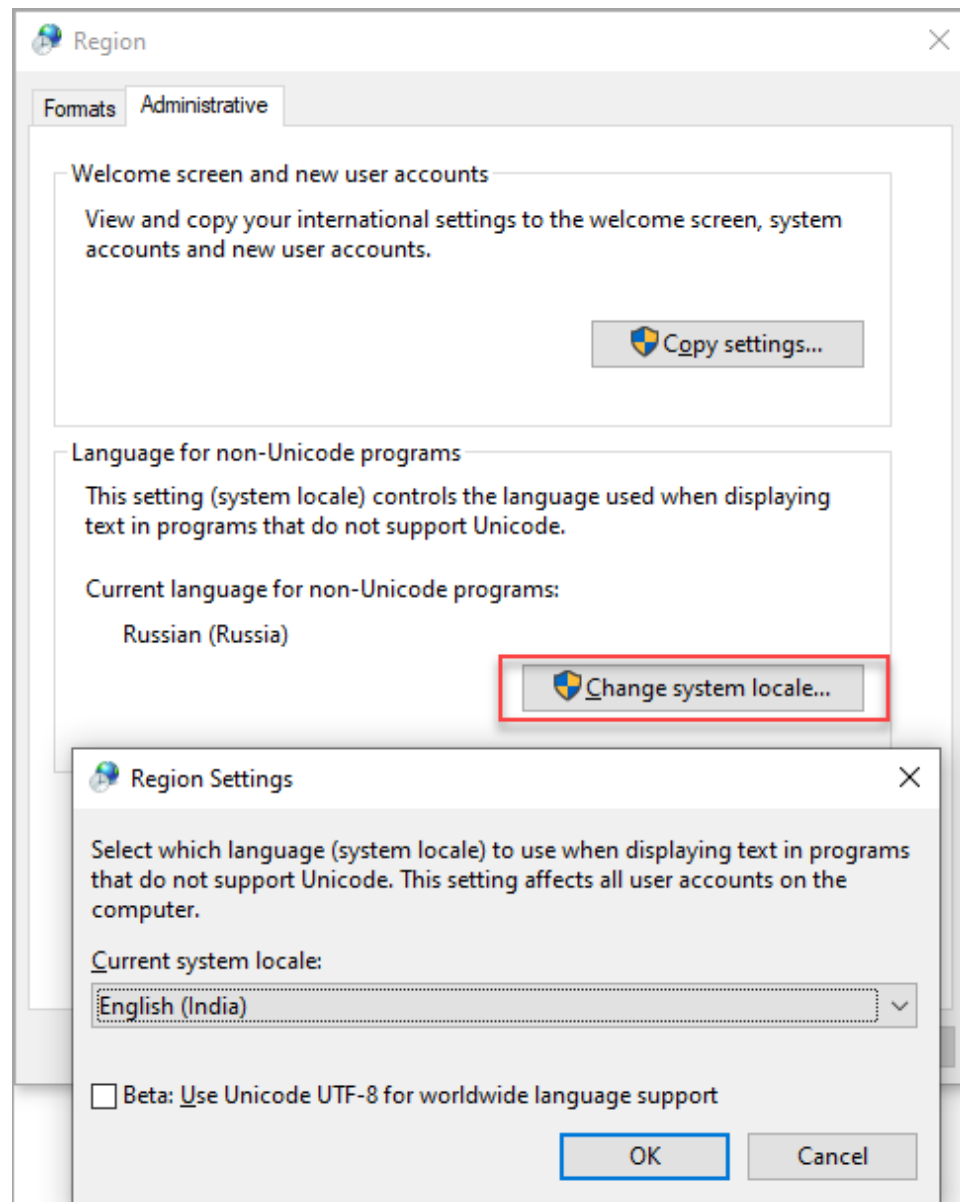 Region
Formats
Administrative
Welcome screen and new user accounts
View and copy your international settings to the welcome screen, system
accounts and new user accounts.
Copy settings...
Language for non-Unicode programs
This setting (system locale) controls the language used when displaying
text in programs that do not support Unicode.
Current language for non-Unicode programs:
Russian (Russia)
Change system locale...
Region Settings
Select which language (system locale) to use when displaying text in programs
that do not support Unicode. This setting affects all user accounts on the
computer.
Current system locale:
English (India)
Beta: Use Unicode UTF-8 for worldwide language support
OK
Cancel